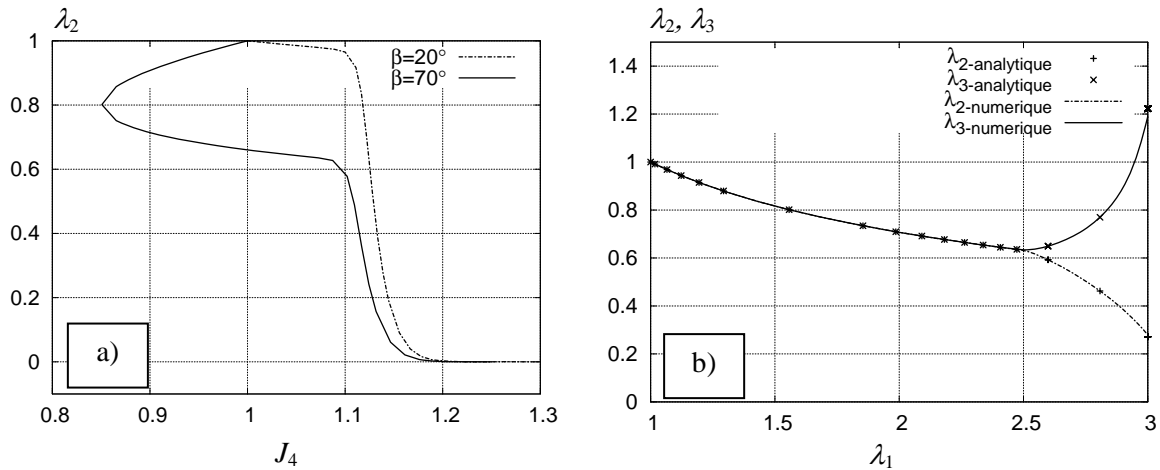 λ2
1
0.8
0.6
0.4
0.2
0
0.8
0.9
1
1.1
1.2
1.3
β=20°
β=70°
a)
J4
λ2, λ3
1.4
1.2
1
0.8
0.6
0.4
0.2
0
1
1.5
2
2.5
3
λ2-analytique
λ3-analytique
λ2-numerique
λ3-numerique
b)
λ1